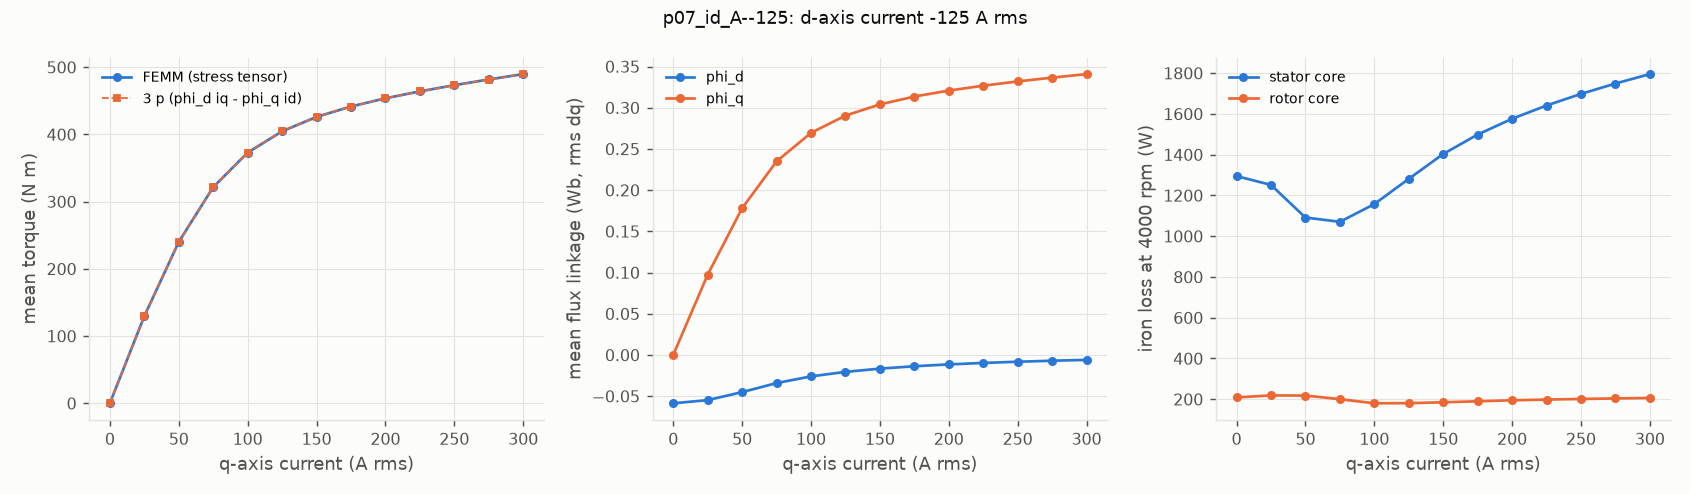 p07_id_A--125: d-axis current -125 A rms
mean torque (N m)
500
400
300
200
100
0
FEMM (stress tensor)
3 p (phi_d iq - phi_q id)
0 50 100 150 200 250 300
q-axis current (A rms)
mean flux linkage (Wb, rms dq)
0.35
0.30
0.25
0.20
0.15
0.10
0.05
0.00
−0.05
phi_d
phi_q
0 50 100 150 200 250 300
q-axis current (A rms)
iron loss at 4000 rpm (W)
1800
1600
1400
1200
1000
800
600
400
200
stator core
rotor core
0 50 100 150 200 250 300
q-axis current (A rms)